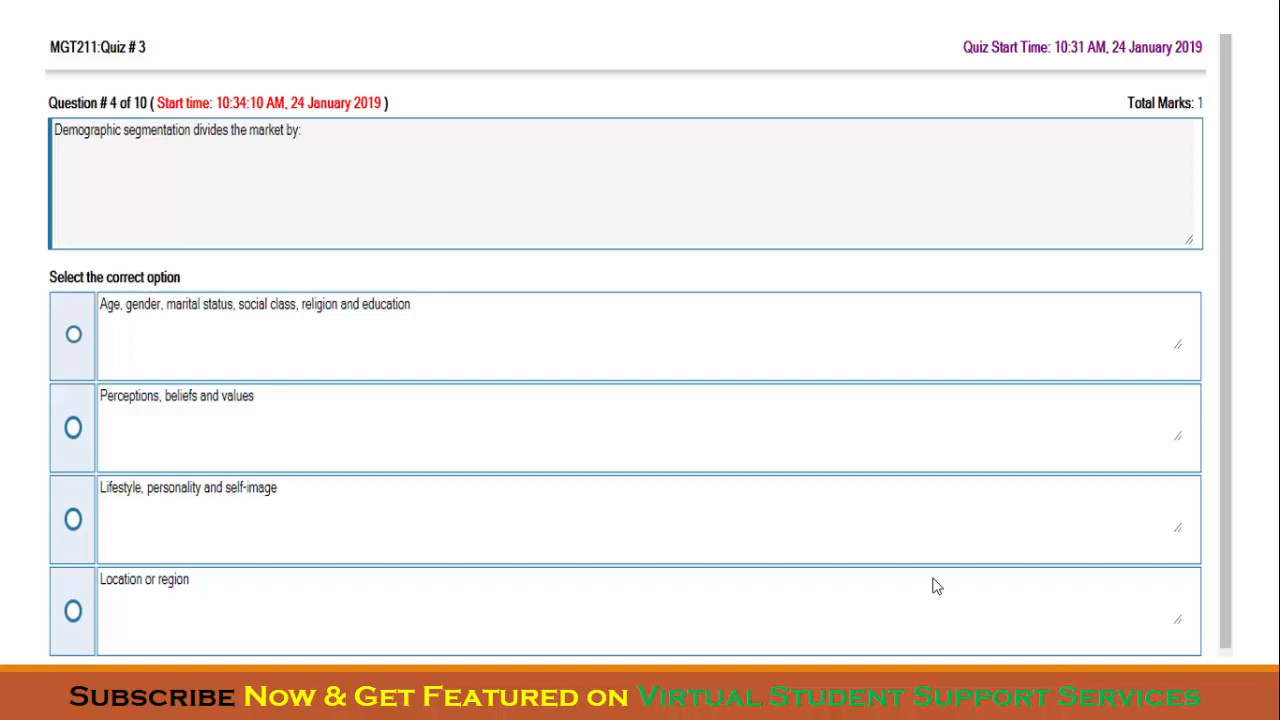 MGT211:Quiz # 3
Quiz Start Time: 10:31 AM, 24 January 2019
Question # 4 of 10 ( Start time: 10:34:10 AM, 24 January 2019 )
Total Marks: 1
Demographic segmentation divides the market by:
Select the correct option
Age, gender, marital status, social class, religion and education
Perceptions, beliefs and values
Lifestyle, personality and self-image
Location or region
Subscribe Now & Get Featured on Virtual Student Support Services